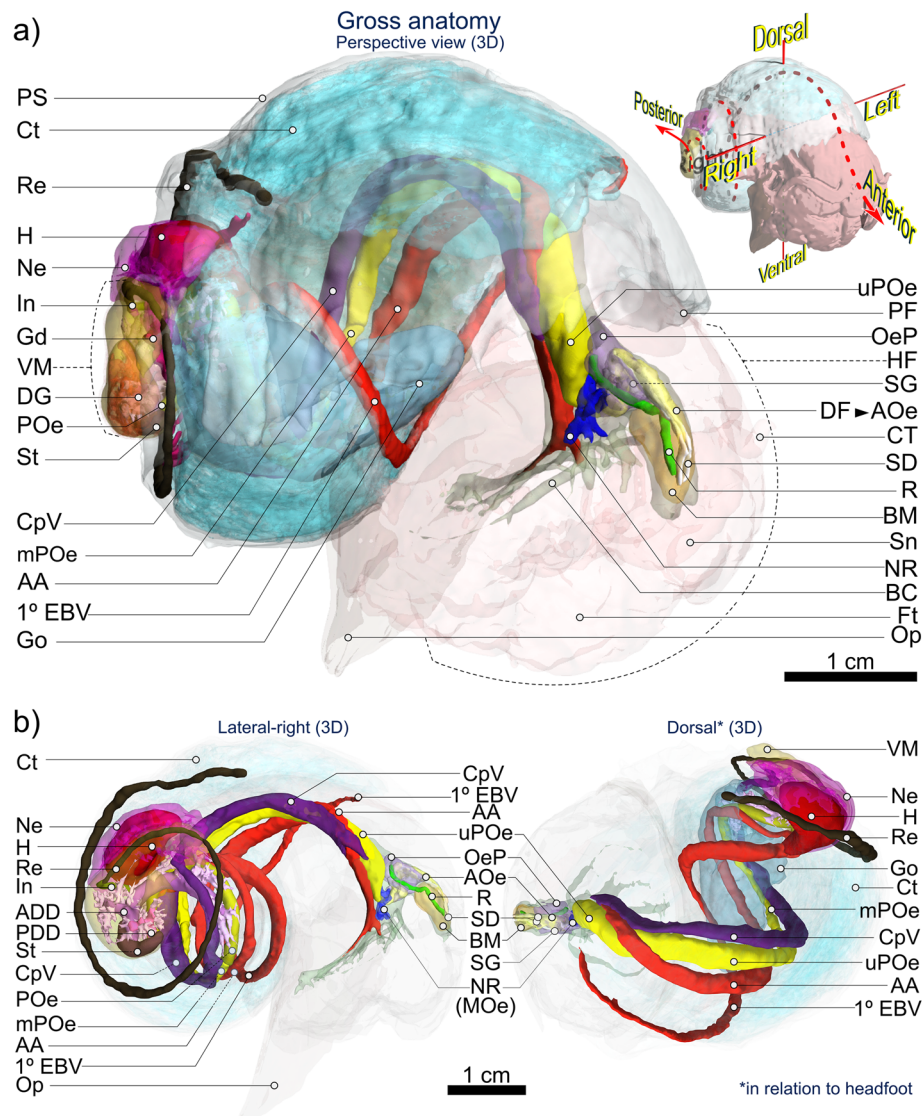 a)
Gross anatomy
Perspective view (3D)
PS
Ct
Re
H
Ne
In
Gd
VM
DG
POe
St
CpV
mPOe
AA
1º EBV
Go
Dorsal
Left
Posterior
Right
Anterior
Ventral
uPOe
PF
OeP
HF
SG
DF ► AOe
CT
SD
R
BM
Sn
NR
BC
Ft
Op
1 cm
b)
Lateral-right (3D)
Ct
Ne
H
Re
In
ADD
PDD
St
CpV
POe
mPOe
AA
1º EBV
Op
CpV
1º EBV
AA
uPOe
OeP
AOe
R
SD
BM
SG
NR
(MOe)
1 cm
Dorsal* (3D)
VM
Ne
H
Re
Go
Ct
mPOe
CpV
uPOe
AA
1º EBV
*in relation to headfoot